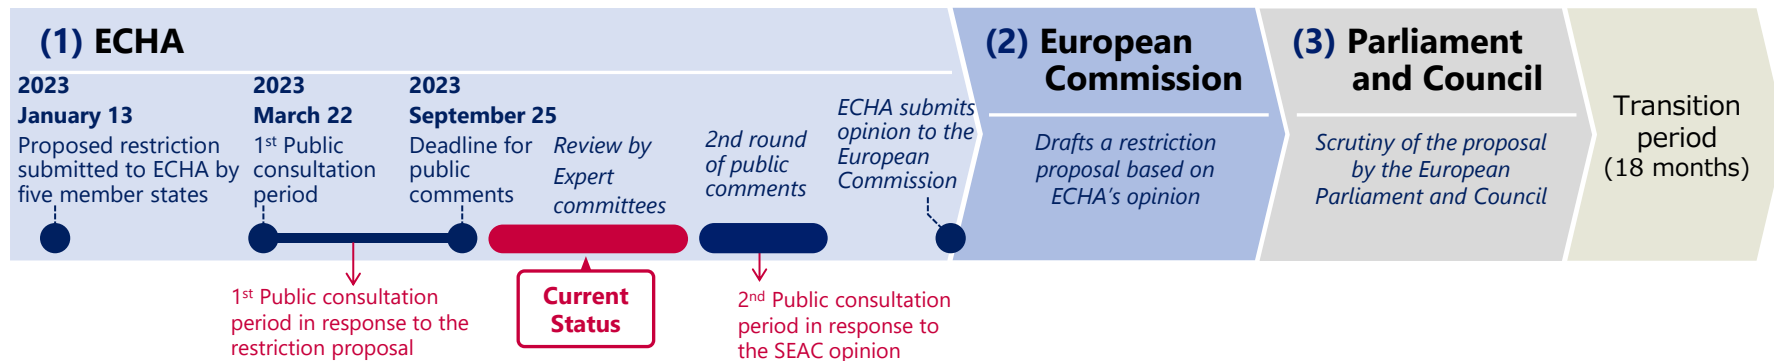 (1) ECHA
2023
January 13
Proposed restriction
submitted to ECHA by
five member states
2023
March 22
1st Public
consultation
period
2023
September 25
Deadline for
public
comments
Review by
Expert
committees
2nd round
of public
comments
ECHA submits
opinion to the
European
Commission
1st Public consultation
period in response to the
restriction proposal
Current
Status
2nd Public consultation
period in response to
the SEAC opinion
(2) European
Commission
Drafts a restriction
proposal based on
ECHA's opinion
(3) Parliament
and Council
Scrutiny of the proposal
by the European
Parliament and Council
Transition
period
(18 months)